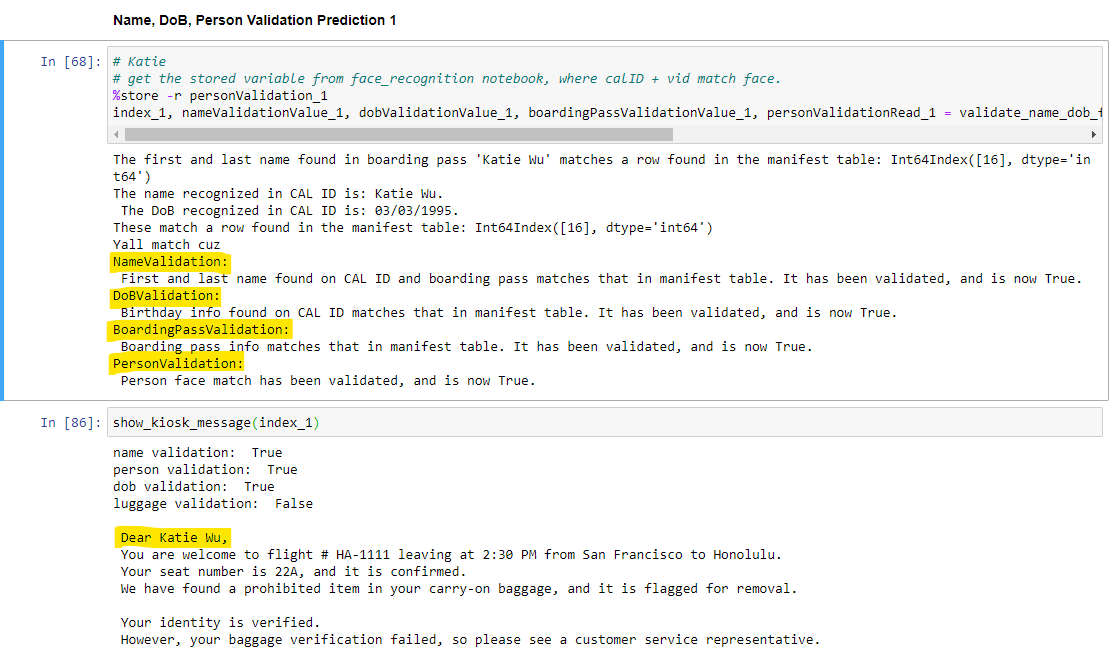 Name, DoB, Person Validation Prediction 1
In [68]: # Katie
# get the stored variable from face_recognition notebook, where calID + vid match face.
%store -r personValidation_1
index_1, nameValidationValue_1, dobValidationValue_1, boardingPassValidationValue_1, personValidationRead_1 = validate_name_dob_
The first and last name found in boarding pass 'Katie Wu' matches a row found in the manifest table: Int64Index([16], dtype='in
t64')
The name recognized in CAL ID is: Katie Wu.
The DoB recognized in CAL ID is: 03/03/1995.
These match a row found in the manifest table: Int64Index([16], dtype='int64')
Yall match cuz
NameValidation:
First and last name found on CAL ID and boarding pass matches that in manifest table. It has been validated, and is now True.
DoBValidation:
Birthday info found on CAL ID matches that in manifest table. It has been validated, and is now True.
BoardingPassValidation:
Boarding pass info matches that in manifest table. It has been validated, and is now True.
PersonValidation:
Person face match has been validated, and is now True.
In [86]: show_kiosk_message(index_1)
name validation:  True
person validation:  True
dob validation:  True
luggage validation:  False
Dear Katie Wu,
You are welcome to flight # HA-1111 leaving at 2:30 PM from San Francisco to Honolulu.
Your seat number is 22A, and it is confirmed.
We have found a prohibited item in your carry-on baggage, and it is flagged for removal.
Your identity is verified.
However, your baggage verification failed, so please see a customer service representative.